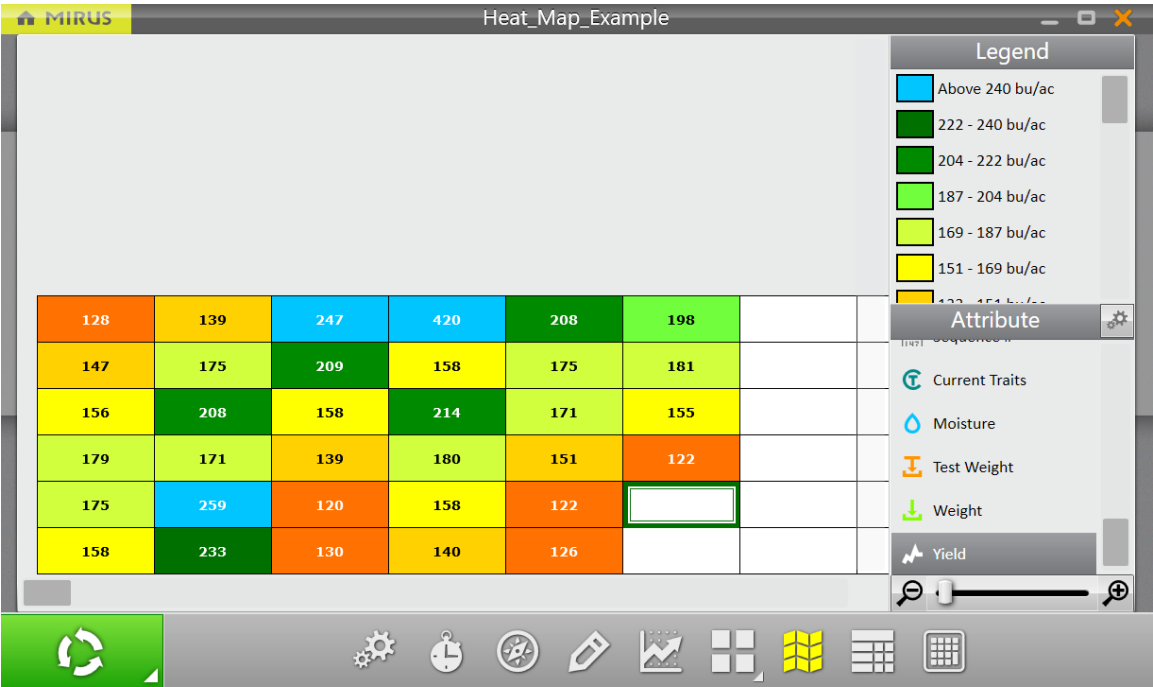 MIRUS
Heat_Map_Example
Legend
Above 240 bu/ac
222 - 240 bu/ac
204 - 222 bu/ac
187 - 204 bu/ac
169 - 187 bu/ac
151 - 169 bu/ac
128 139 247 420 208 198
147 175 209 158 175 181
156 208 158 214 171 155
179 171 139 180 151 122
175 259 120 158 122
158 233 130 140 126
Attribute
Current Traits
Moisture
Test Weight
Weight
Yield